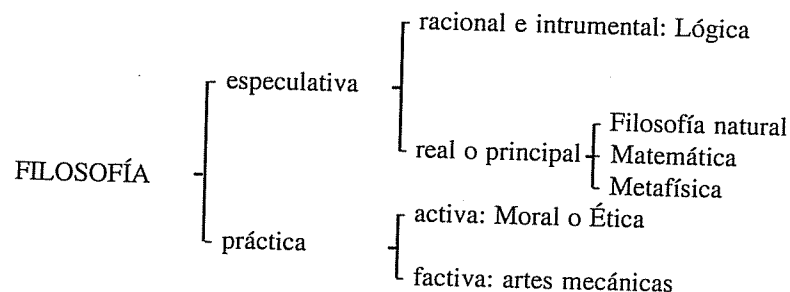 racional e intrumental: Lógica
especulativa
real o principal
Filosofía natural
Matemática
Metafísica
FILOSOFÍA
práctica
activa: Moral o Ética
factiva: artes mecánicas